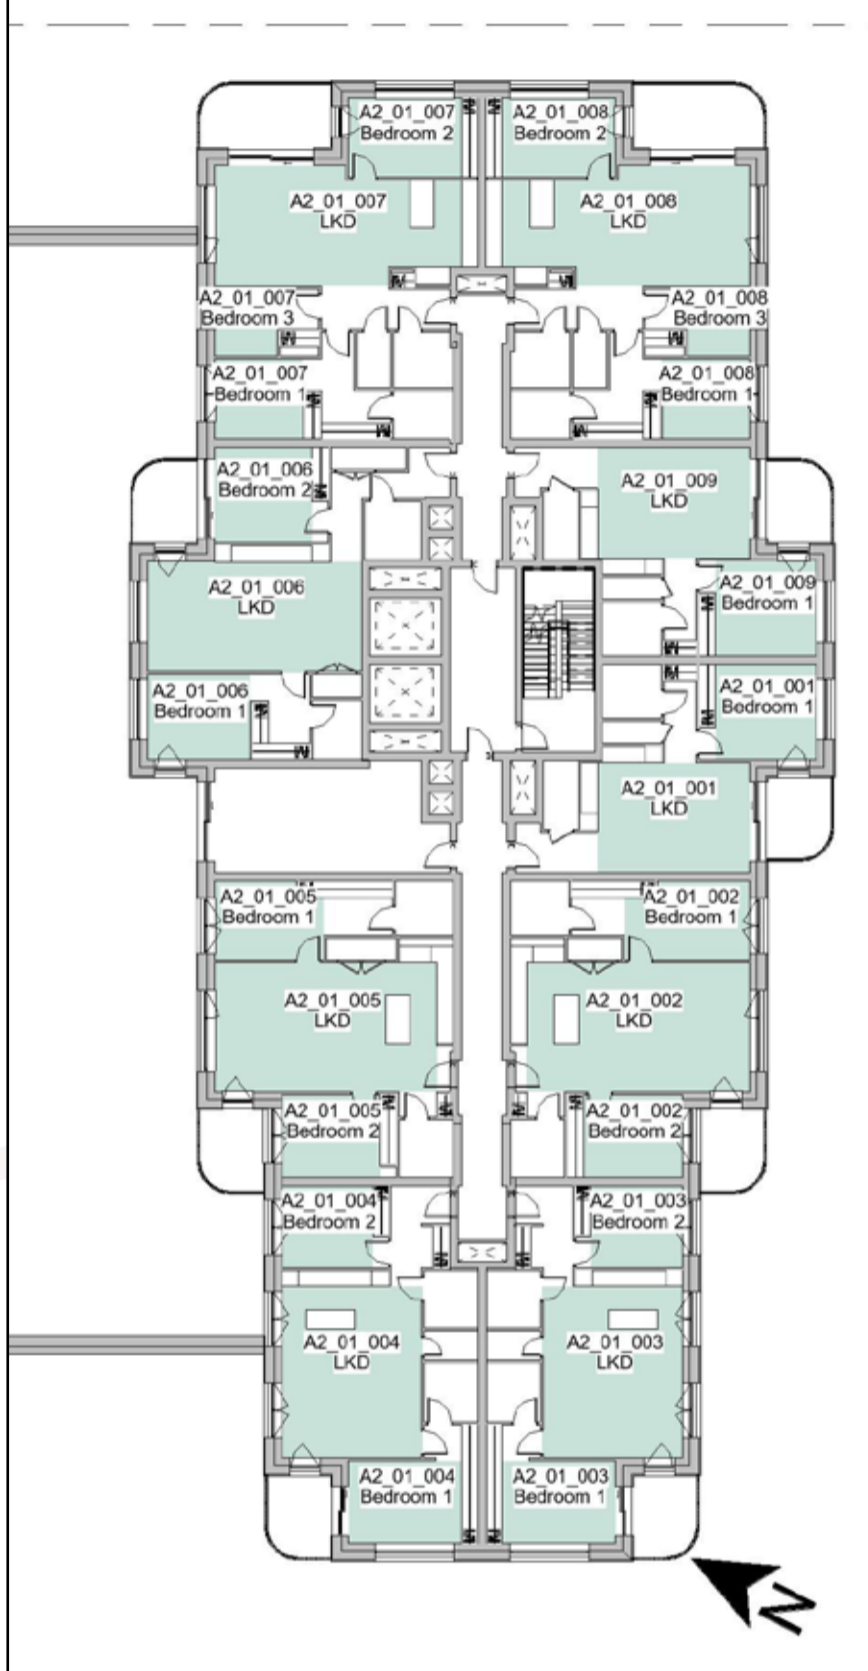 A2_01_007
Bedroom 2
A2_01_008
Bedroom 2
A2_01_007
LKD
A2_01_008
LKD
A2_01_007
Bedroom 3
A2_01_008
Bedroom 3
A2_01_007
Bedroom 1
A2_01_008
Bedroom 1
A2_01_006
Bedroom 2
A2_01_009
LKD
A2_01_006
LKD
A2_01_009
Bedroom 1
A2_01_006
Bedroom 1
A2_01_001
Bedroom 1
A2_01_001
LKD
A2_01_005
Bedroom 1
A2_01_002
Bedroom 1
A2_01_005
LKD
A2_01_002
LKD
A2_01_005
Bedroom 2
A2_01_002
Bedroom 2
A2_01_004
Bedroom 2
A2_01_003
Bedroom 2
A2_01_004
LKD
A2_01_003
LKD
A2_01_004
Bedroom 1
A2_01_003
Bedroom 1
N